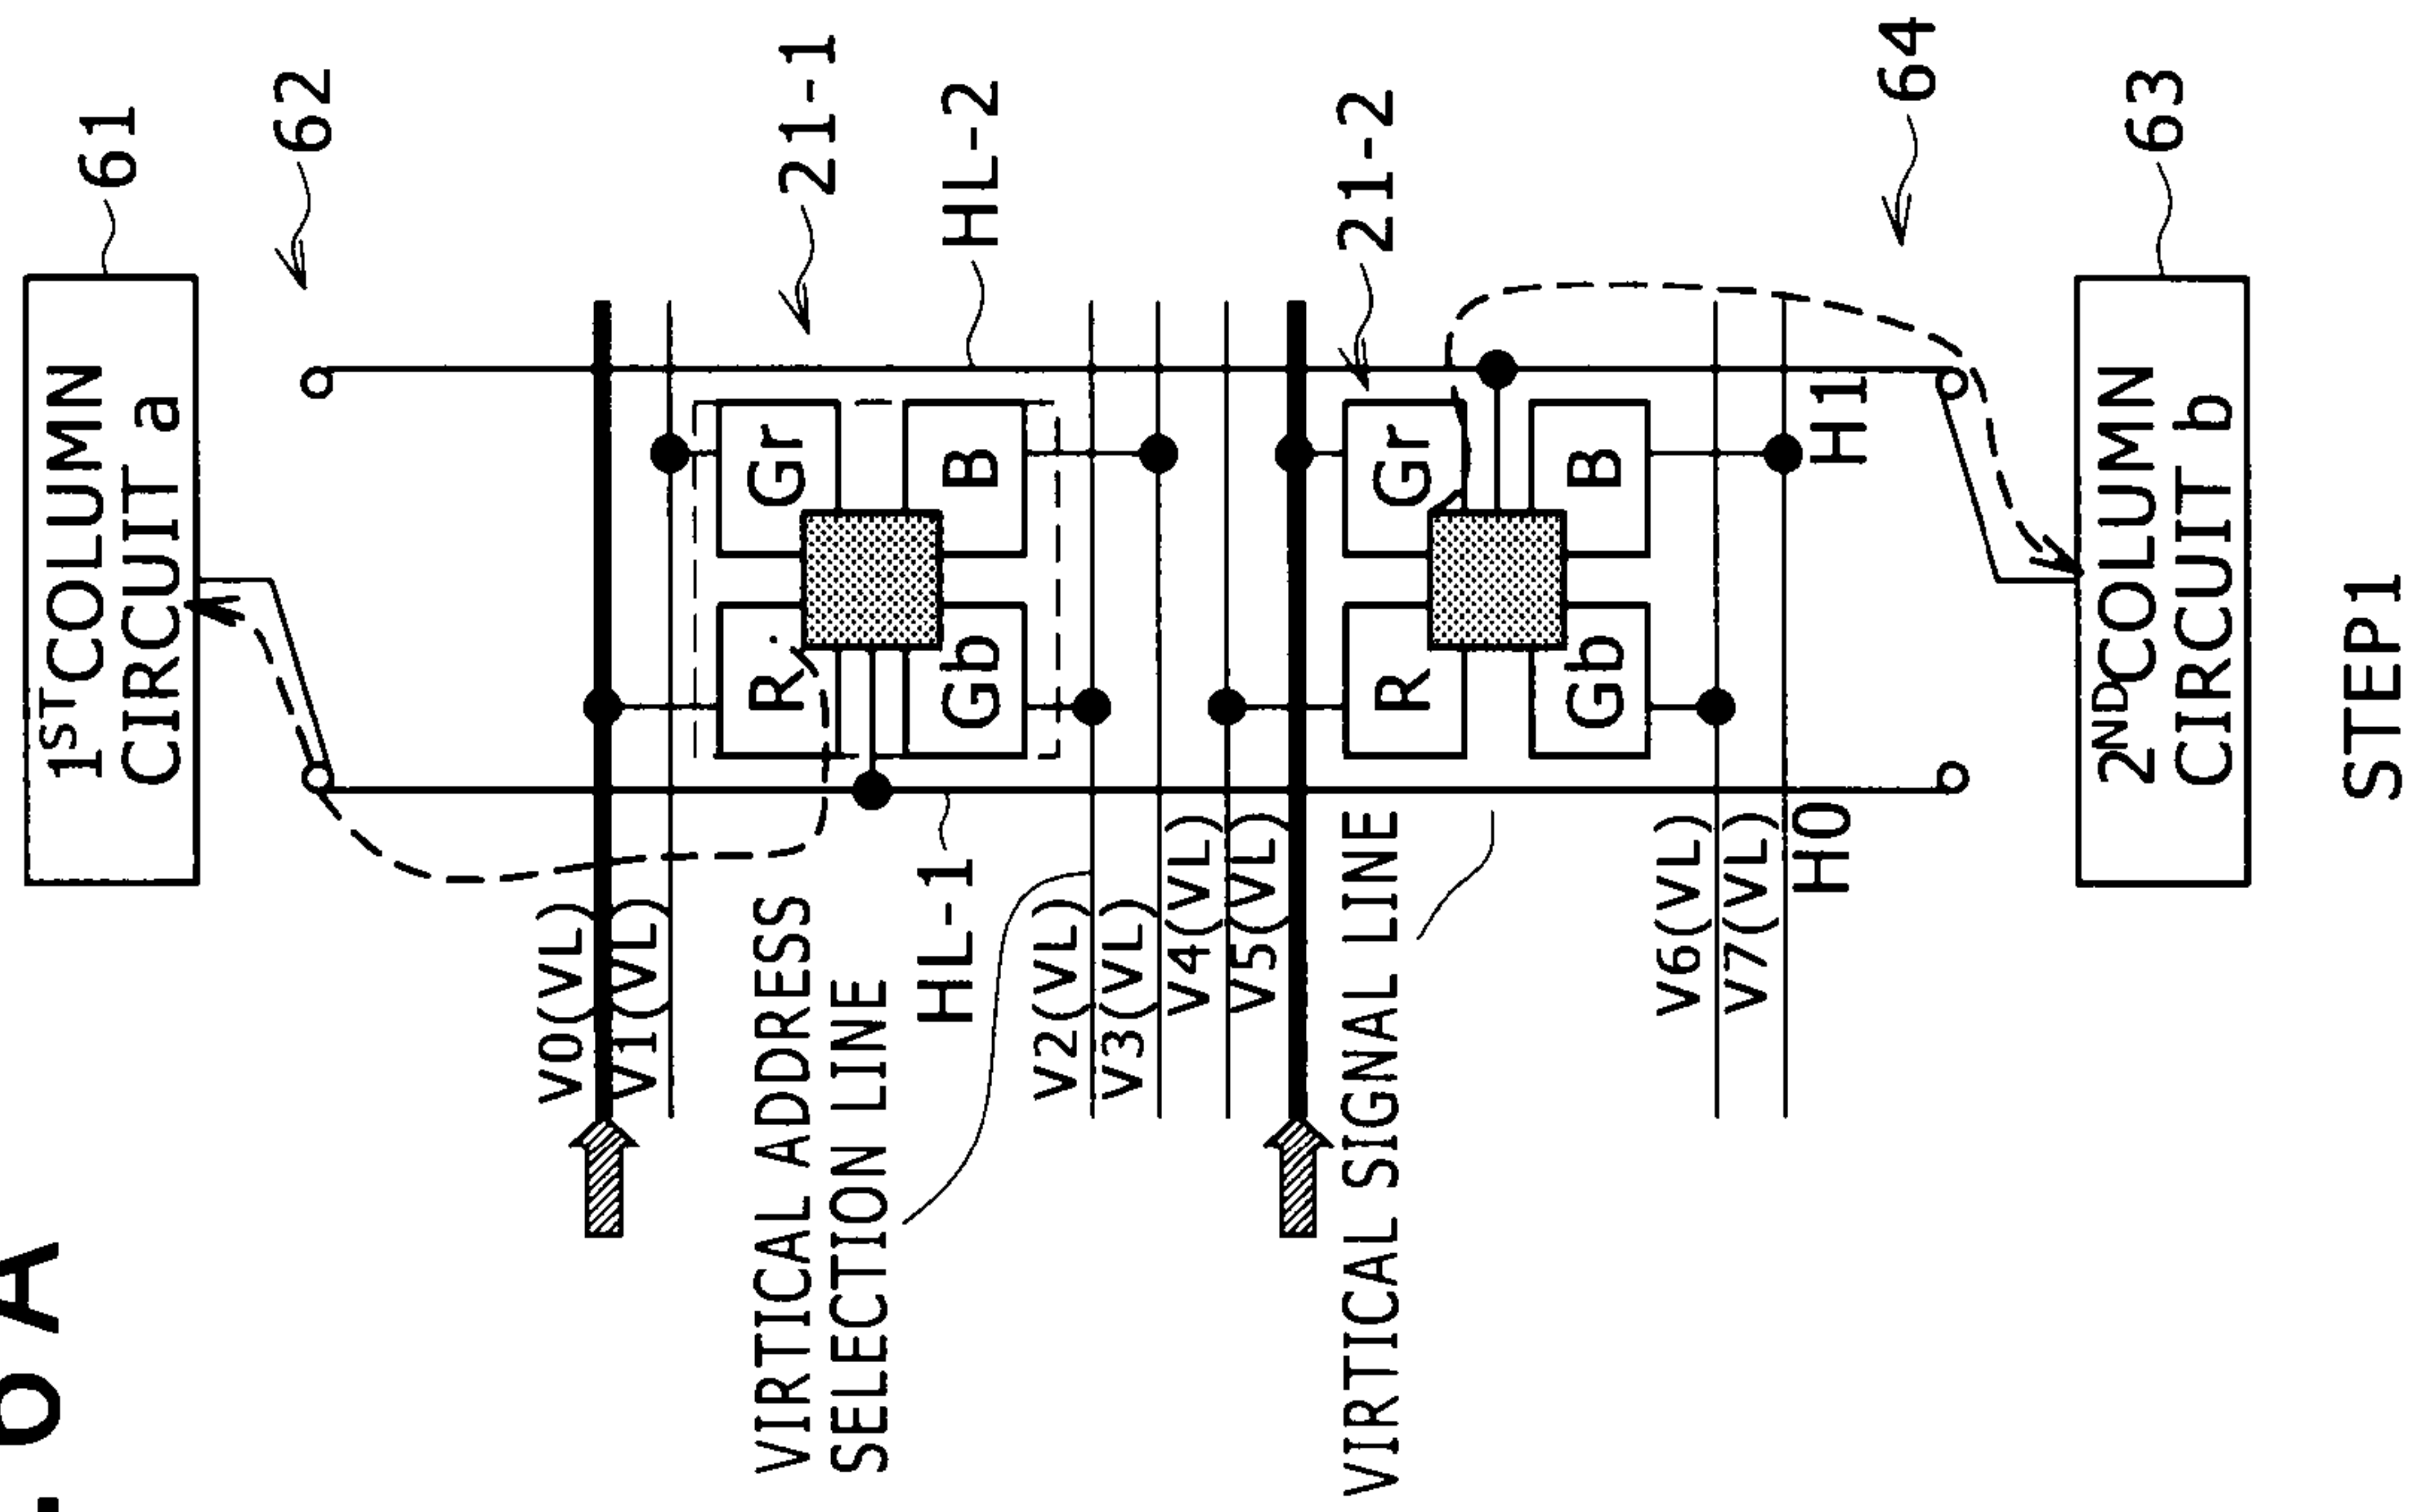 A
1ST COLUMN
CIRCUIT a
61
62
V0(VL)
V1(VL)
VIRTICAL ADDRESS
SELECTION LINE
R
Gr
21-1
HL-1
Gb
B
HL-2
V2(VL)
V3(VL)
V4(VL)
V5(VL)
VIRTICAL SIGNAL LINE
R
Gr
21-2
Gb
B
V6(VL)
V7(VL)
H0
H1
64
2ND COLUMN
CIRCUIT b
63
STEP1